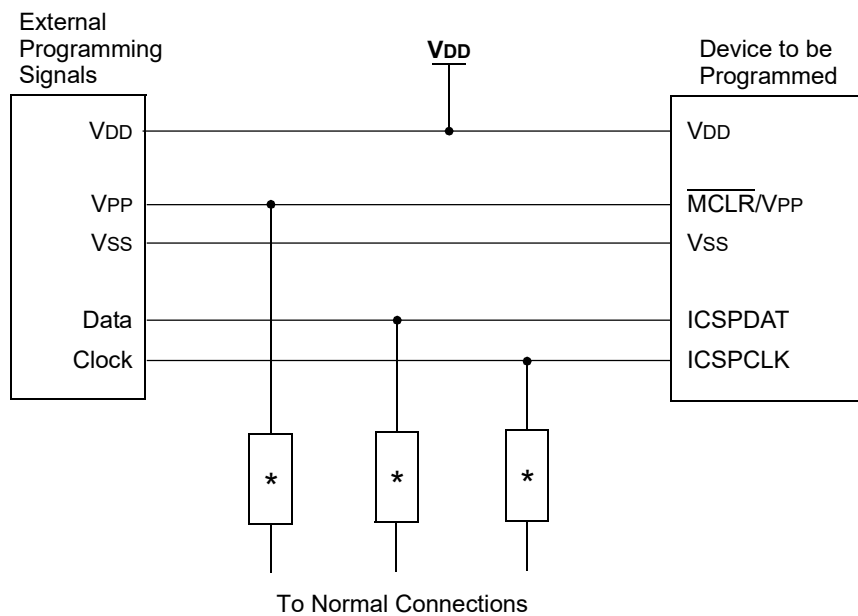 External
Programming
Signals
VDD
Device to be
Programmed
VDD
VDD
VPP
MCLR/VPP
VSS
VSS
Data
ICSPDAT
Clock
ICSPCLK
*
*
*
To Normal Connections